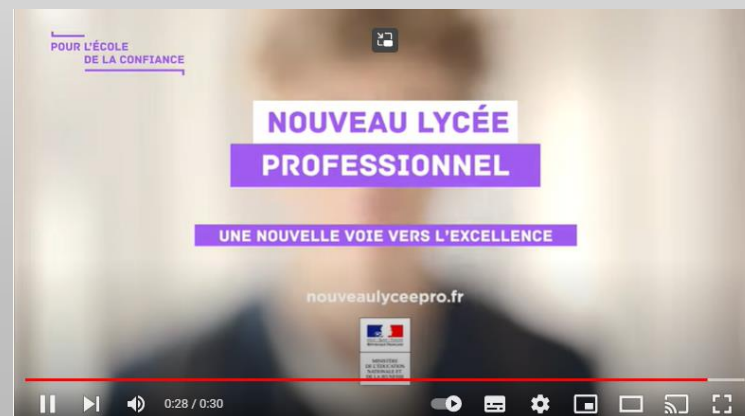 POUR L'ÉCOLE
DE LA CONFIANCE
NOUVEAU LYCÉE
PROFESSIONNEL
UNE NOUVELLE VOIE VERS L'EXCELLENCE
nouveaulyceepro.fr
MINISTÈRE
DE L'ÉDUCATION
NATIONALE ET
DE LA JEUNESSE
0:28 / 0:30